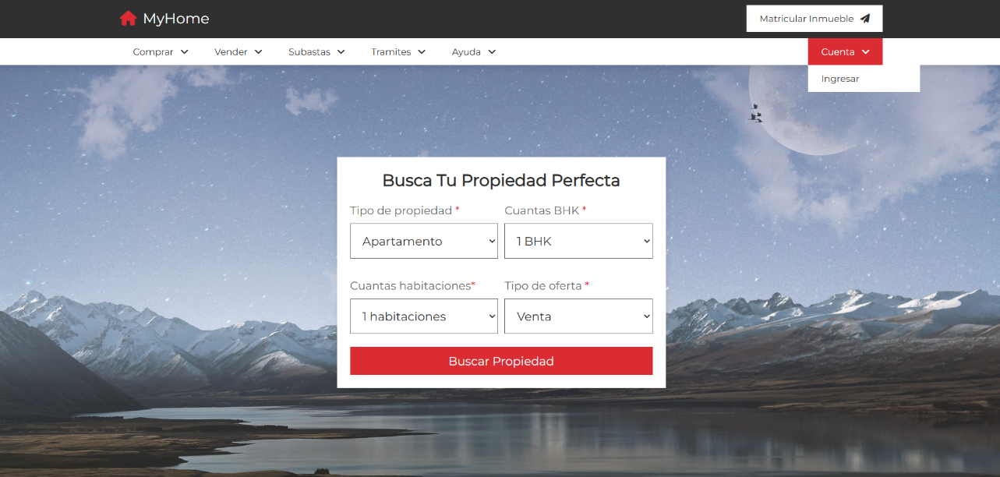 MyHome
Matricular Inmueble
Comprar Vender Subastas Tramites Ayuda Cuenta
Ingresar
Busca Tu Propiedad Perfecta
Tipo de propiedad * Cuantas BHK *
Apartamento 1 BHK
Cuantas habitaciones* Tipo de oferta *
1 habitaciones Venta
Buscar Propiedad